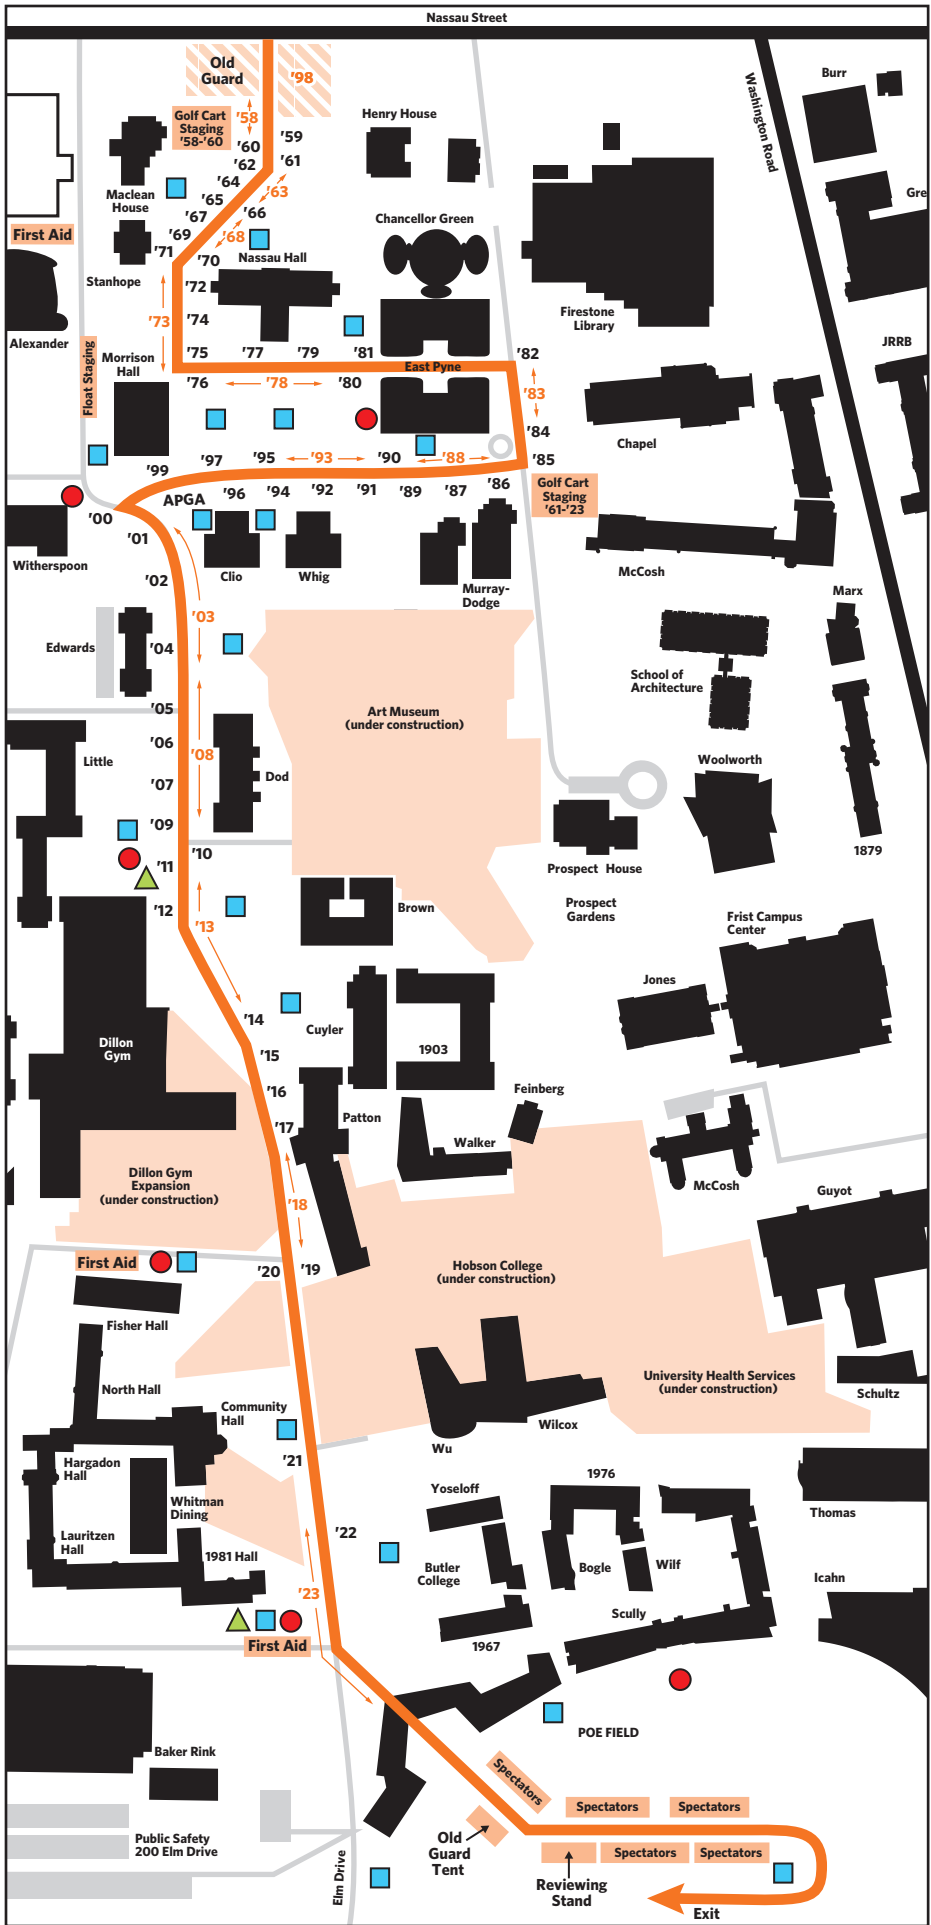 Nassau Street
Old
Guard
'98
Burr
Washington Road
Golf Cart
Staging
'58-'60
'58
Henry House
'59
'60
'61
'62
'63
'64
Maclean
House
'65
'66
'67
Gre
Chancellor Green
First Aid
'68
'69
'70
'71
Nassau Hall
Stanhope
'72
Firestone
Library
'73
'74
Alexander
JRRB
Float Staging
Morrison
Hall
'75
'77
'79
'81
'82
East Pyne
'76
'78
'80
'83
'84
Chapel
'85
'99
'97
'95
'93
'90
'88
APGA
'96
'94
'92
'91
'89
'87
'86
Golf Cart
Staging
'61-'23
'00
'01
Witherspoon
Clio
Whig
McCosh
'02
Murray-
Dodge
Marx
'03
Edwards
'04
School of
Architecture
'05
Art Museum
(under construction)
'06
'08
Little
Dod
Woolworth
'07
'09
'10
1879
'11
Prospect House
'12
Brown
Prospect
Gardens
'13
Frist Campus
Center
Jones
'14
Cuyler
Dillon
Gym
1903
'15
'16
Feinberg
'17
Patton
Walker
Dillon Gym
Expansion
(under construction)
McCosh
Guyot
'18
First Aid
'20
'19
Hobson College
(under construction)
Fisher Hall
North Hall
University Health Services
(under construction)
Schultz
Community
Hall
Wilcox
Wu
Hargadon
Hall
'21
1976
Yoseloff
Whitman
Dining
Thomas
Lauritzen
Hall
'22
1981 Hall
Butler
College
Bogle
Wilf
Icahn
'23
Scully
First Aid
1967
POE FIELD
Baker Rink
Spectators
Spectators
Spectators
Public Safety
200 Elm Drive
Old
Guard
Tent
Spectators
Spectators
Elm Drive
Reviewing
Stand
Exit